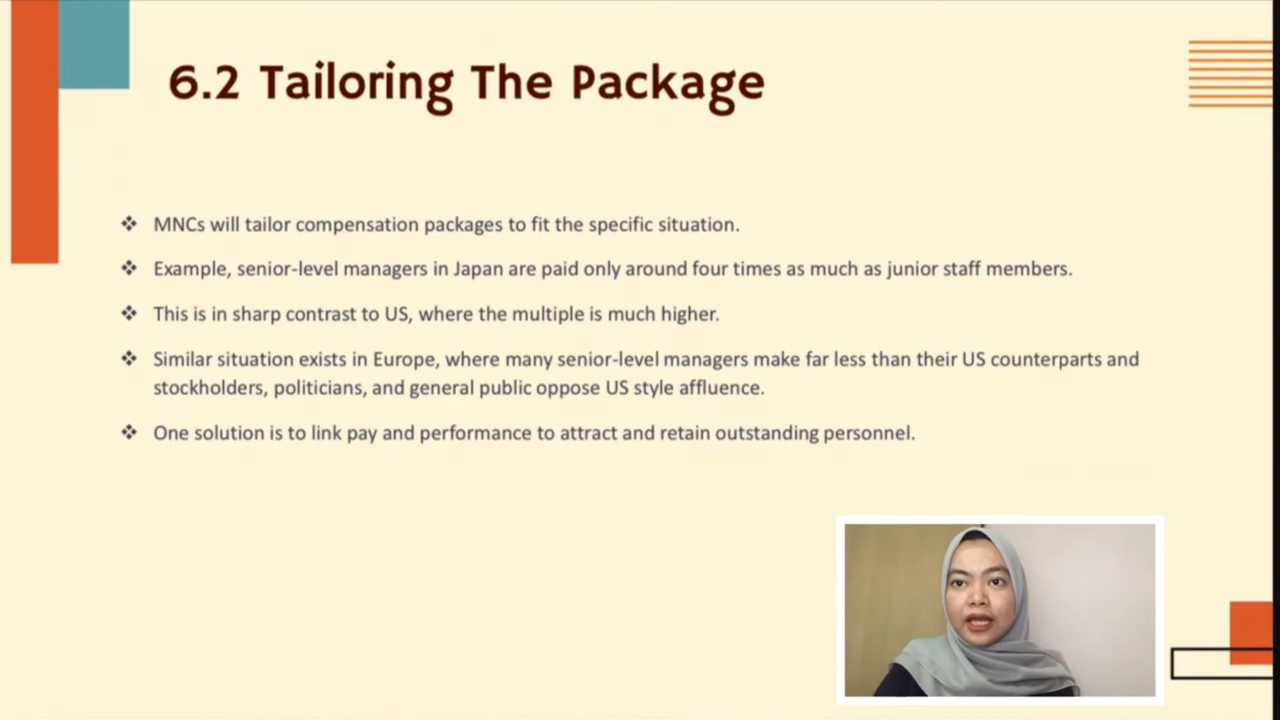 6.2 Tailoring The Package
❖ MNCs will tailor compensation packages to fit the specific situation.
❖ Example, senior-level managers in Japan are paid only around four times as much as junior staff members.
❖ This is in sharp contrast to US, where the multiple is much higher.
❖ Similar situation exists in Europe, where many senior-level managers make far less than their US counterparts and
stockholders, politicians, and general public oppose US style affluence.
❖ One solution is to link pay and performance to attract and retain outstanding personnel.